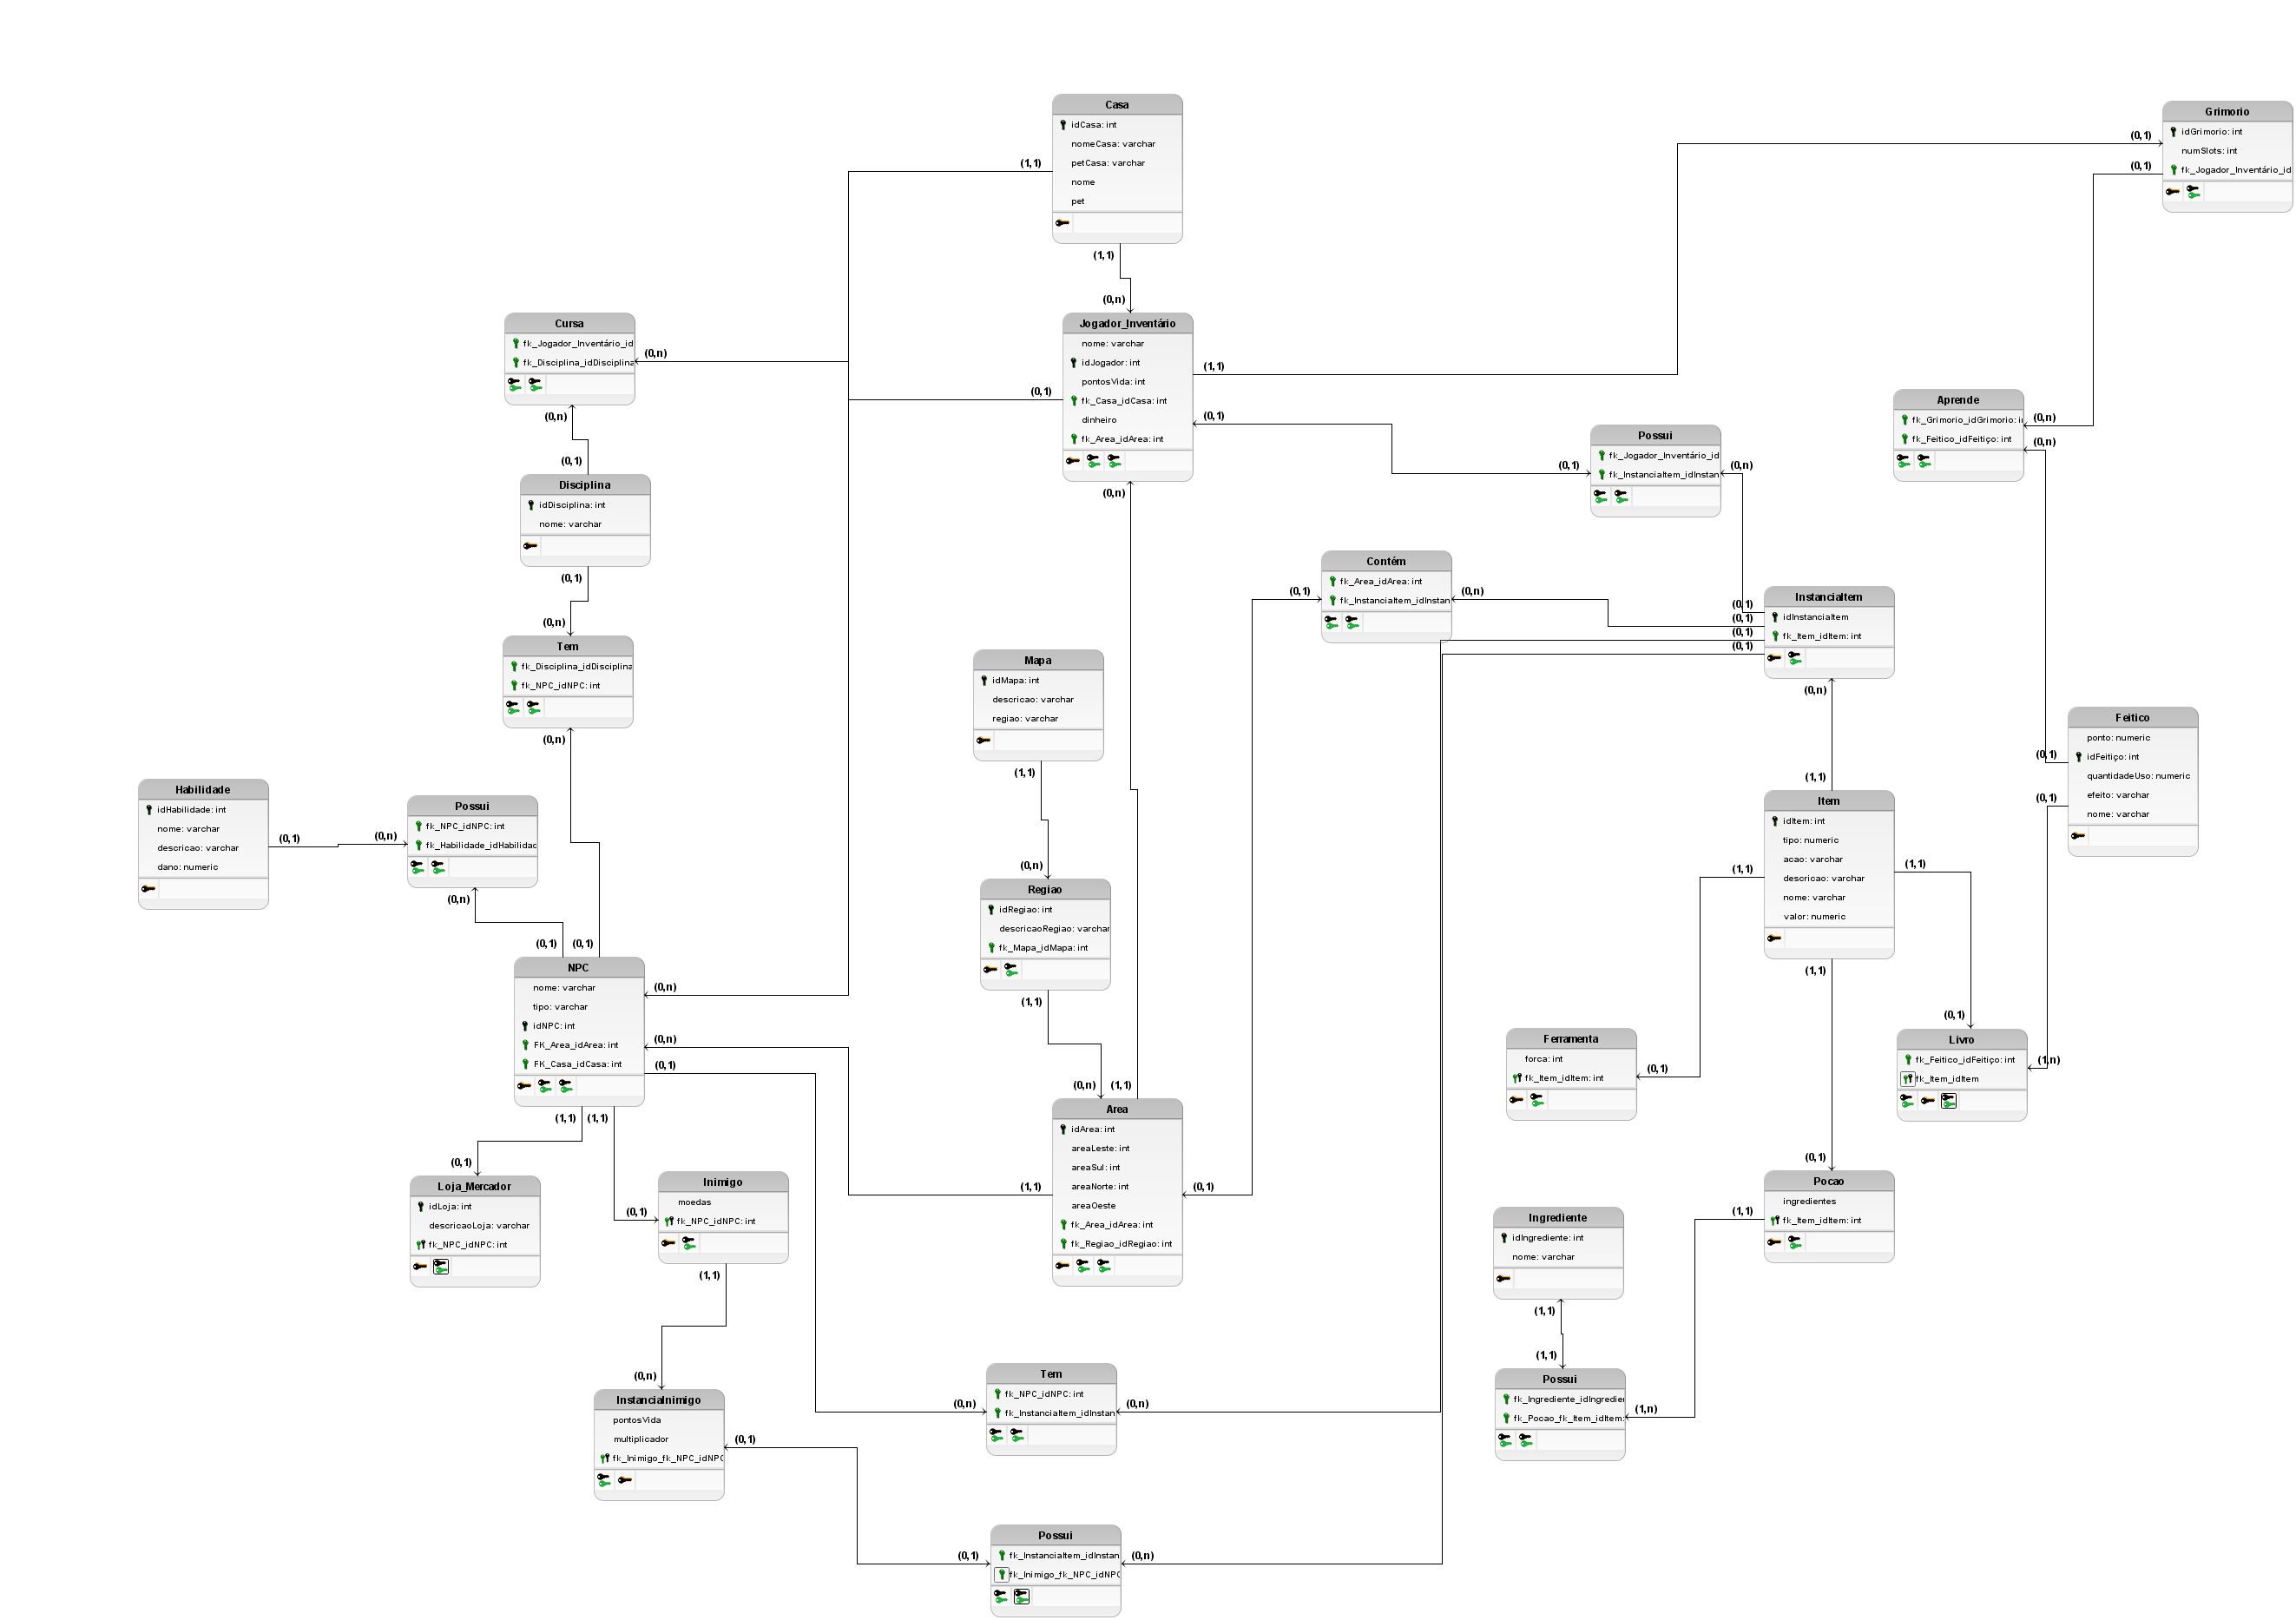 Casa
idCasa: int
nomeCasa: varchar
petCasa: varchar
nome
pet
(1,1)
(1,1)
(0,n)
Grimorio
idGrimorio: int
numSlots: int
fk_Jogador_Inventário_id
(0,1)
(0,1)
Cursa
fk_Jogador_Inventário_id
fk_Disciplina_idDisciplina
(0,n)
(0,n)
Jogador_Inventário
nome: varchar
idJogador: int
pontosVida: int
fk_Casa_idCasa: int
dinheiro
fk_Area_idArea: int
(1,1)
(0,1)
(0,1)
(0,n)
Aprende
fk_Grimorio_idGrimorio: in
fk_Feitico_idFeitiço: int
(0,n)
(0,n)
Possui
fk_Jogador_Inventário_id
fk_InstanciaItem_idInstan
(0,1)
(0,n)
Disciplina
idDisciplina: int
nome: varchar
(0,1)
(0,1)
Contém
fk_Area_idArea: int
fk_InstanciaItem_idInstan
(0,1)
(0,n)
InstanciaItem
idInstanciaItem
fk_Item_idItem: int
(0,1)
(0,1)
(0,1)
(0,1)
(0,n)
Tem
fk_Disciplina_idDisciplina
fk_NPC_idNPC: int
(0,n)
(0,n)
Mapa
idMapa: int
descricao: varchar
regiao: varchar
(1,1)
(0,n)
Feitico
ponto: numeric
idFeitiço: int
quantidadeUso: numeric
efeito: varchar
nome: varchar
(0,1)
(0,1)
Habilidade
idHabilidade: int
nome: varchar
descricao: varchar
dano: numeric
(0,1)
(0,n)
Possui
fk_NPC_idNPC: int
fk_Habilidade_idHabilidad
(0,n)
Item
idItem: int
tipo: numeric
acao: varchar
descricao: varchar
nome: varchar
valor: numeric
(1,1)
(1,1)
(1,1)
(1,1)
Regiao
idRegiao: int
descricaoRegiao: varchar
fk_Mapa_idMapa: int
(1,1)
(0,n)
(1,1)
NPC
nome: varchar
tipo: varchar
idNPC: int
FK_Area_idArea: int
FK_Casa_idCasa: int
(0,1)
(0,1)
(0,n)
(0,n)
(0,1)
(1,1)
(1,1)
Ferramenta
forca: int
fk_Item_idItem: int
(0,1)
Livro
fk_Feitico_idFeitiço: int
fk_Item_idItem
(0,1)
(1,n)
Area
idArea: int
areaLeste: int
areaSul: int
areaNorte: int
areaOeste
fk_Area_idArea: int
fk_Regiao_idRegiao: int
(1,1)
(0,1)
Loja_Mercador
idLoja: int
descricaoLoja: varchar
fk_NPC_idNPC: int
(0,1)
Inimigo
moedas
fk_NPC_idNPC: int
(0,1)
(1,1)
Pocao
ingredientes
fk_Item_idItem: int
(0,1)
(1,1)
Ingrediente
idIngrediente: int
nome: varchar
(1,1)
(1,1)
Possui
fk_Ingrediente_idIngredien
fk_Pocao_fk_Item_idItem:
(1,n)
Tem
fk_NPC_idNPC: int
fk_InstanciaItem_idInstan
(0,n)
(0,n)
InstanciaInimigo
pontosVida
multiplicador
fk_Inimigo_fk_NPC_idNPC
(0,n)
(0,1)
Possui
fk_InstanciaItem_idInstan
fk_Inimigo_fk_NPC_idNPC
(0,1)
(0,n)